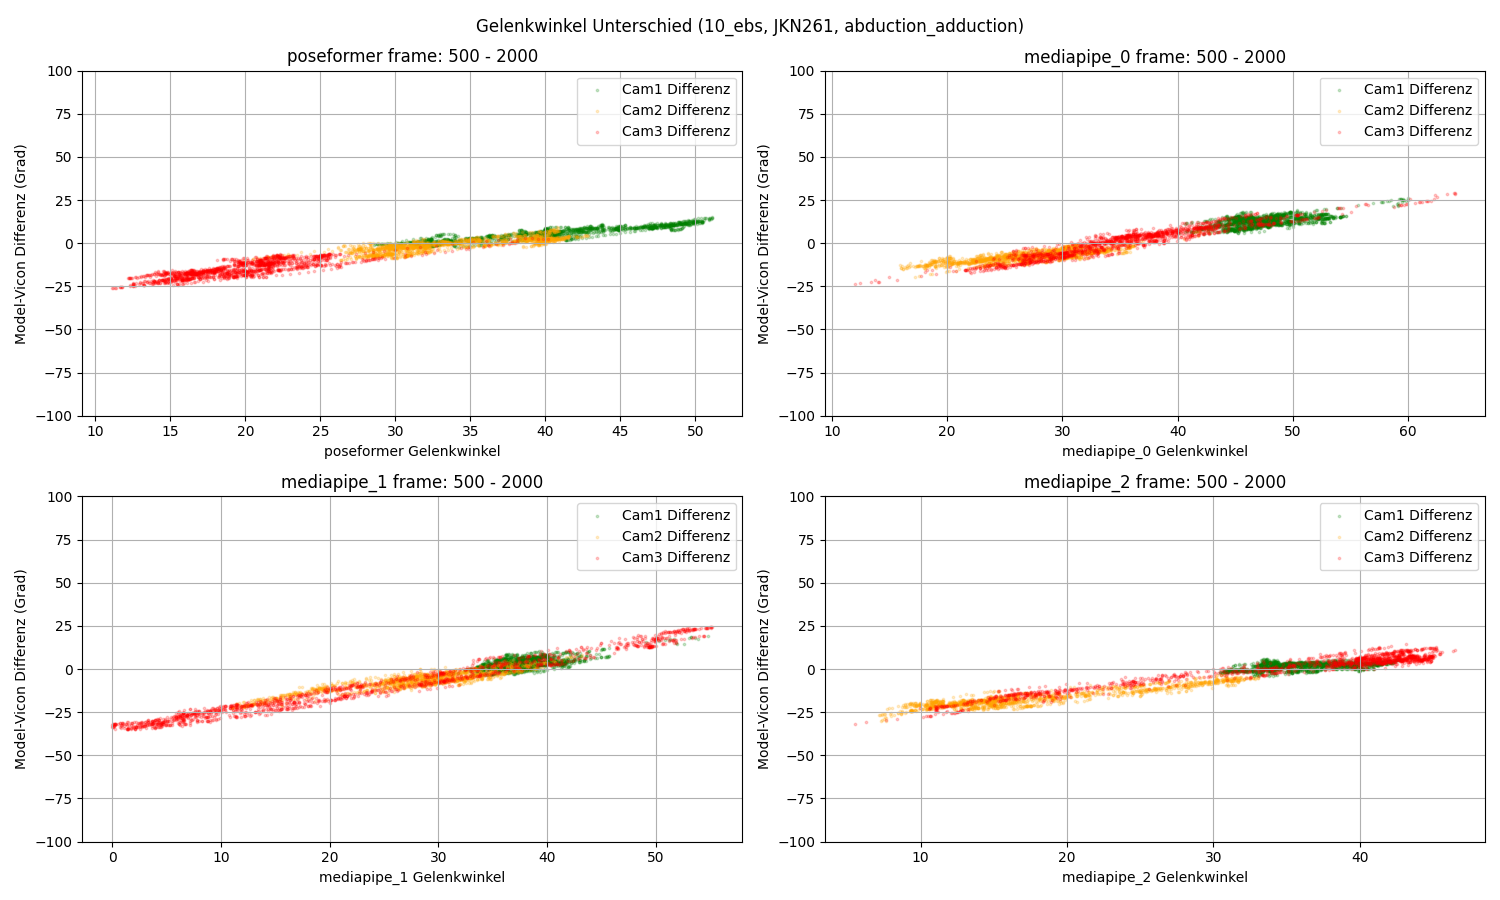 Gelenkwinkel Unterschied (10_ebs, JKN261, abduction_adduction)
poseformer frame: 500 - 2000
100
75
50
25
0
−25
−50
−75
−100
Model-Vicon Differenz (Grad)
Cam1 Differenz
Cam2 Differenz
Cam3 Differenz
10 15 20 25 30 35 40 45 50
poseformer Gelenkwinkel
mediapipe_0 frame: 500 - 2000
100
75
50
25
0
−25
−50
−75
−100
Model-Vicon Differenz (Grad)
Cam1 Differenz
Cam2 Differenz
Cam3 Differenz
10 20 30 40 50 60
mediapipe_0 Gelenkwinkel
mediapipe_1 frame: 500 - 2000
100
75
50
25
0
−25
−50
−75
−100
Model-Vicon Differenz (Grad)
Cam1 Differenz
Cam2 Differenz
Cam3 Differenz
0 10 20 30 40 50
mediapipe_1 Gelenkwinkel
mediapipe_2 frame: 500 - 2000
100
75
50
25
0
−25
−50
−75
−100
Model-Vicon Differenz (Grad)
Cam1 Differenz
Cam2 Differenz
Cam3 Differenz
10 20 30 40
mediapipe_2 Gelenkwinkel